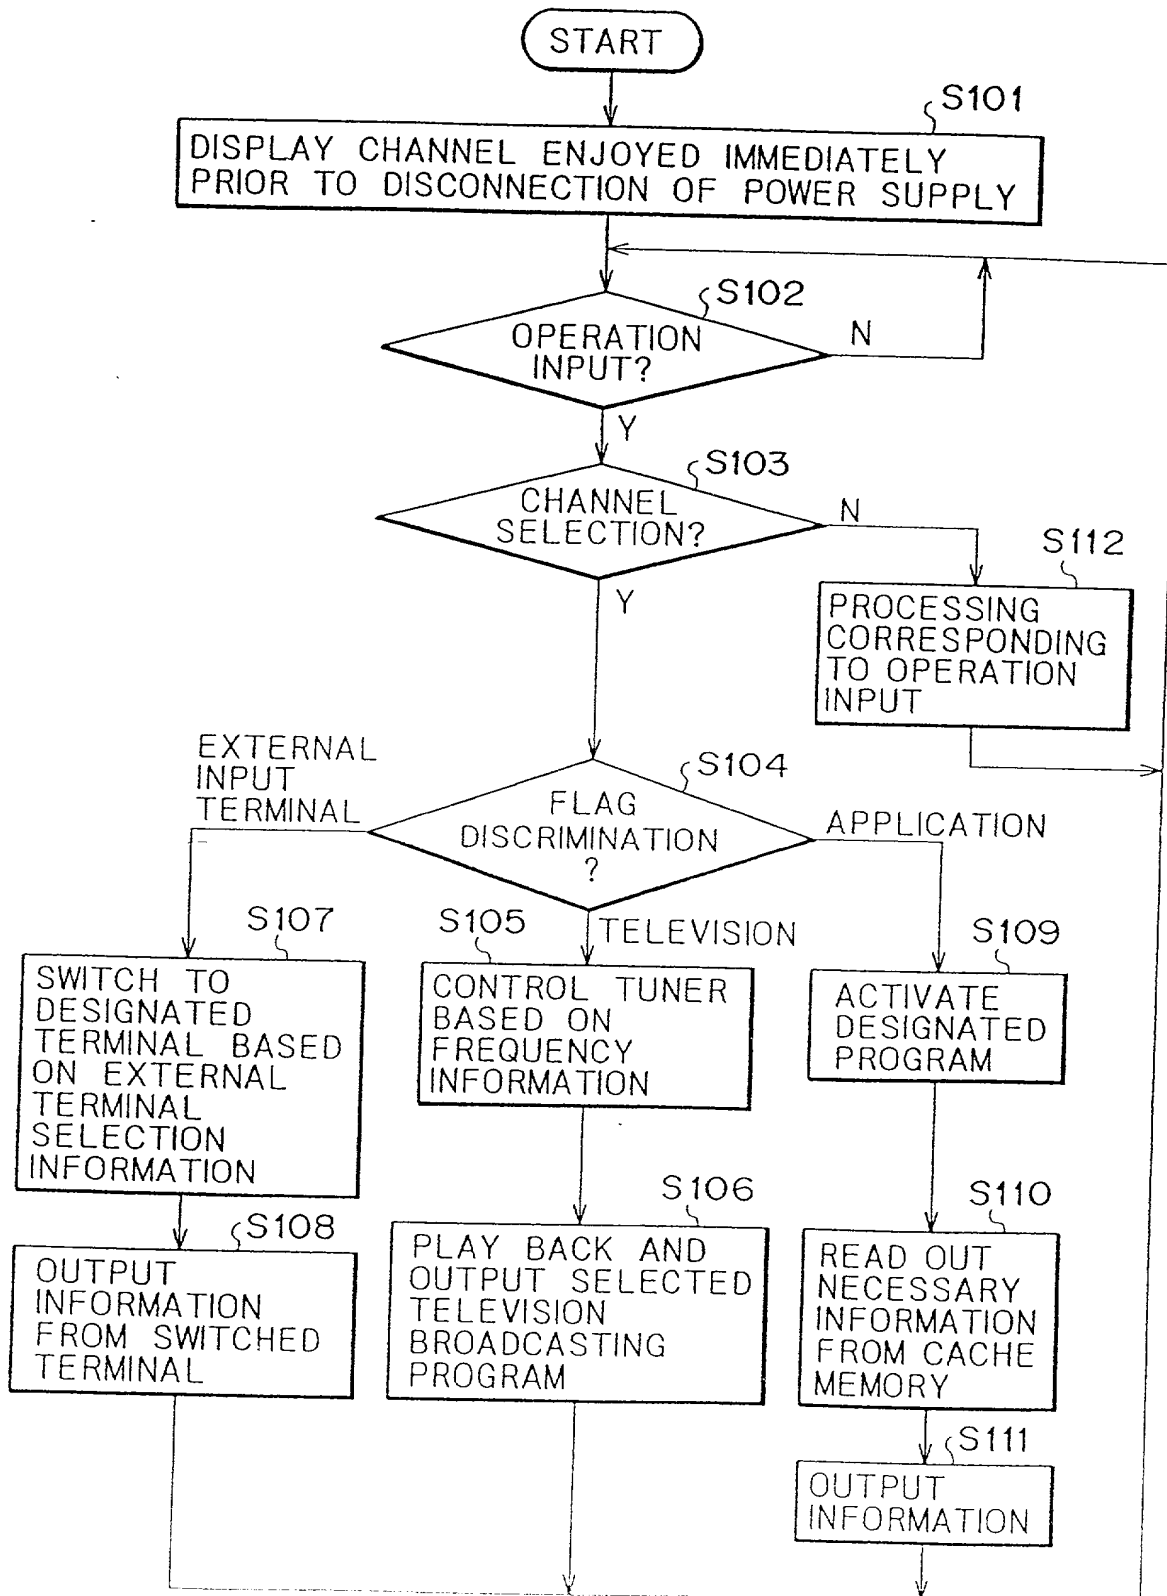 START
S101
DISPLAY CHANNEL ENJOYED IMMEDIATELY
PRIOR TO DISCONNECTION OF POWER SUPPLY
S102
OPERATION
INPUT?
N
Y
S103
CHANNEL
SELECTION?
N
Y
S112
PROCESSING
CORRESPONDING
TO OPERATION
INPUT
EXTERNAL
INPUT
TERMINAL
S104
FLAG
DISCRIMINATION
?
APPLICATION
TELEVISION
S107
SWITCH TO
DESIGNATED
TERMINAL BASED
ON EXTERNAL
TERMINAL
SELECTION
INFORMATION
S105
CONTROL TUNER
BASED ON
FREQUENCY
INFORMATION
S109
ACTIVATE
DESIGNATED
PROGRAM
S108
OUTPUT
INFORMATION
FROM SWITCHED
TERMINAL
S106
PLAY BACK AND
OUTPUT SELECTED
TELEVISION
BROADCASTING
PROGRAM
S110
READ OUT
NECESSARY
INFORMATION
FROM CACHE
MEMORY
S111
OUTPUT
INFORMATION